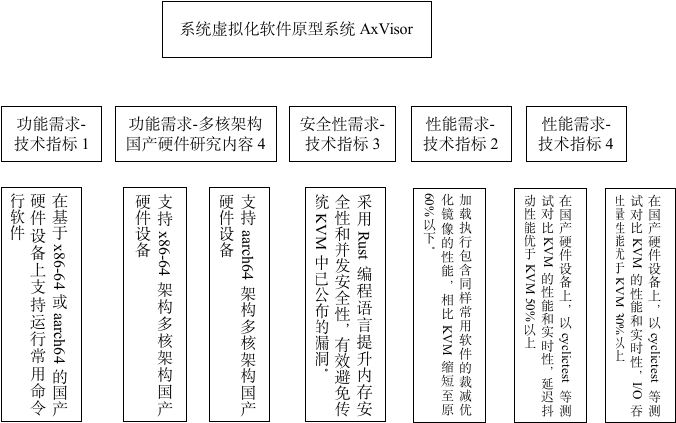 系统虚拟化软件原型系统 AxVisor
功能需求-
技术指标 1
功能需求-多核架构
国产硬件研究内容 4
安全性需求-
技术指标 3
性能需求-
技术指标 2
性能需求-
技术指标 4
在基于 x86-64 或 aarch64 的国产
硬件设备上支持运行常用命令
行软件
支持 x86-64 架构多核架构国产
硬件设备
支持 aarch64 架构多核架构国产
硬件设备
采用 Rust 编程语言提升内存安
全性和并发安全性，有效避免传
统 KVM 中已公布的漏洞。
加载执行包含同样常用软件的裁减优
化镜像的性能，相比 KVM 缩短至原
60%以下。
在国产硬件设备上，以 cyclictest 等测
试对比 KVM 的性能和实时性，延迟抖
动性能优于 KVM 50%以上
在国产硬件设备上，以 cyclictest 等测
试对比 KVM 的性能和实时性，I/O 吞
吐量性能优于 KVM 30%以上